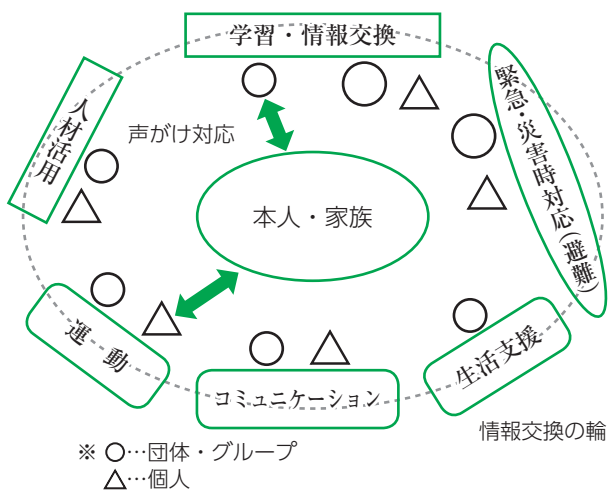 学習・情報交換
緊急・災害時対応(避難)
人材活用
声がけ対応
本人・家族
運動
生活支援
コミュニケーション
情報交換の輪
※ ○…団体・グループ
△…個人